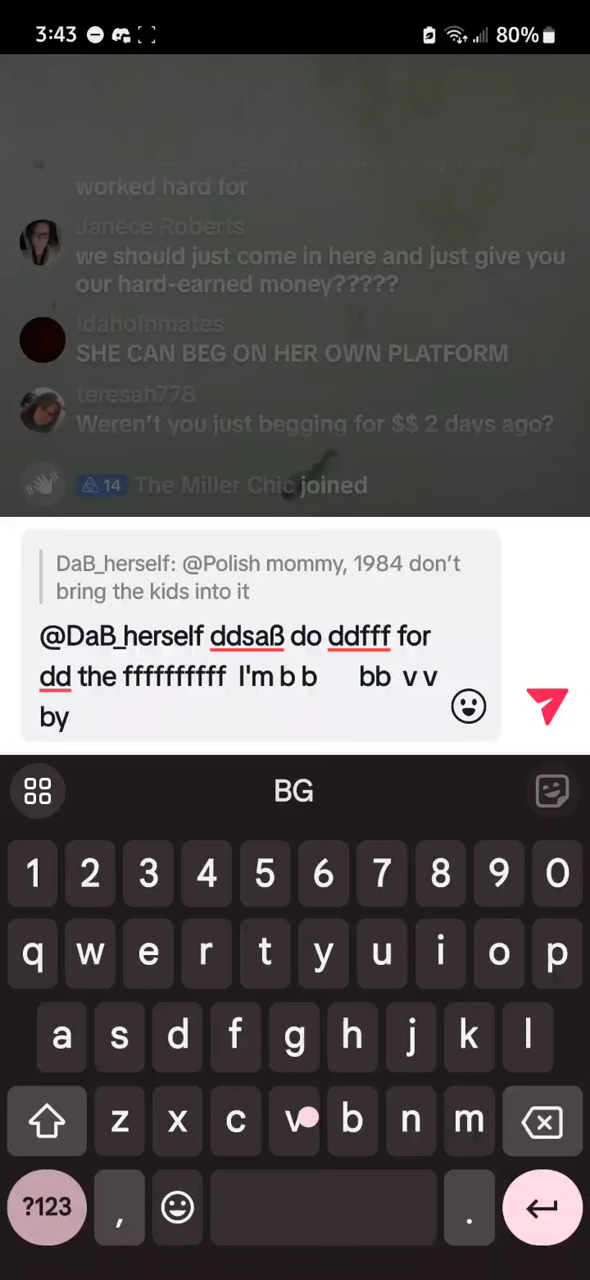 3:43
80%
worked hard for
Janece Roberts
we should just come in here and just give you
our hard-earned money?????
idahoInmates
SHE CAN BEG ON HER OWN PLATFORM
teresah778
Weren't you just begging for $$ 2 days ago?
14 The Miller Chic joined
DaB_herself: @Polish mommy, 1984 don't
bring the kids into it
@DaB_herself ddsaß do ddfff for
dd the ffffffffff I'm b b bb v v
by
BG
1 2 3 4 5 6 7 8 9 0
q w e r t y u i o p
a s d f g h j k l
z x c v b n m
?123 , .